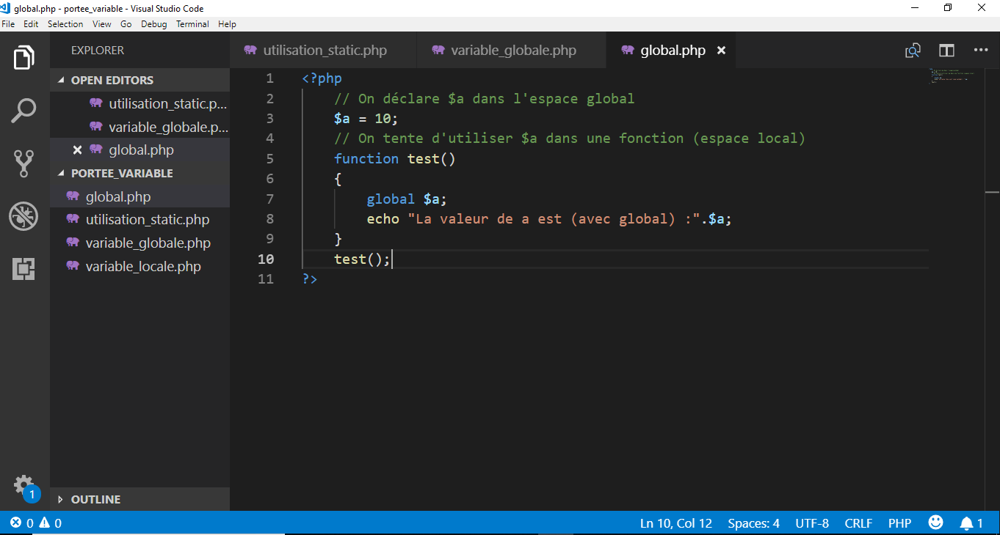 global.php - portee_variable - Visual Studio Code
File Edit Selection View Go Debug Terminal Help
EXPLORER
OPEN EDITORS
utilisation_static.p...
variable_globale.p...
global.php
PORTEE_VARIABLE
global.php
utilisation_static.php
variable_globale.php
variable_locale.php
1
OUTLINE
utilisation_static.php variable_globale.php global.php
1 <?php
2 // On déclare $a dans l'espace global
3 $a = 10;
4 // On tente d'utiliser $a dans une fonction (espace local)
5 function test()
6 {
7 global $a;
8 echo "La valeur de a est (avec global) :".$a;
9 }
10 test();
11 ?>
0 0 Ln 10, Col 12 Spaces: 4 UTF-8 CRLF PHP 1